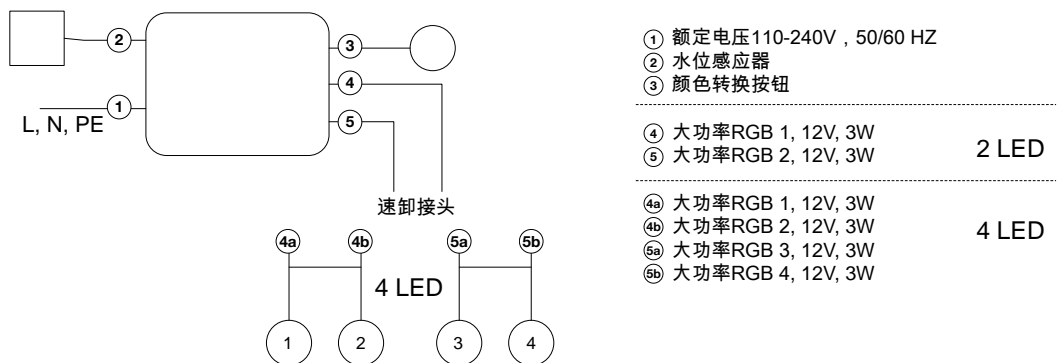 2
3
4
1
L, N, PE
5
速卸接头
4a 4b 5a 5b
4 LED
1 2 3 4
① 额定电压110-240V，50/60 HZ
② 水位感应器
③ 颜色转换按钮
④ 大功率RGB 1, 12V, 3W
⑤ 大功率RGB 2, 12V, 3W
2 LED
4a 大功率RGB 1, 12V, 3W
4b 大功率RGB 2, 12V, 3W
5a 大功率RGB 3, 12V, 3W
5b 大功率RGB 4, 12V, 3W
4 LED